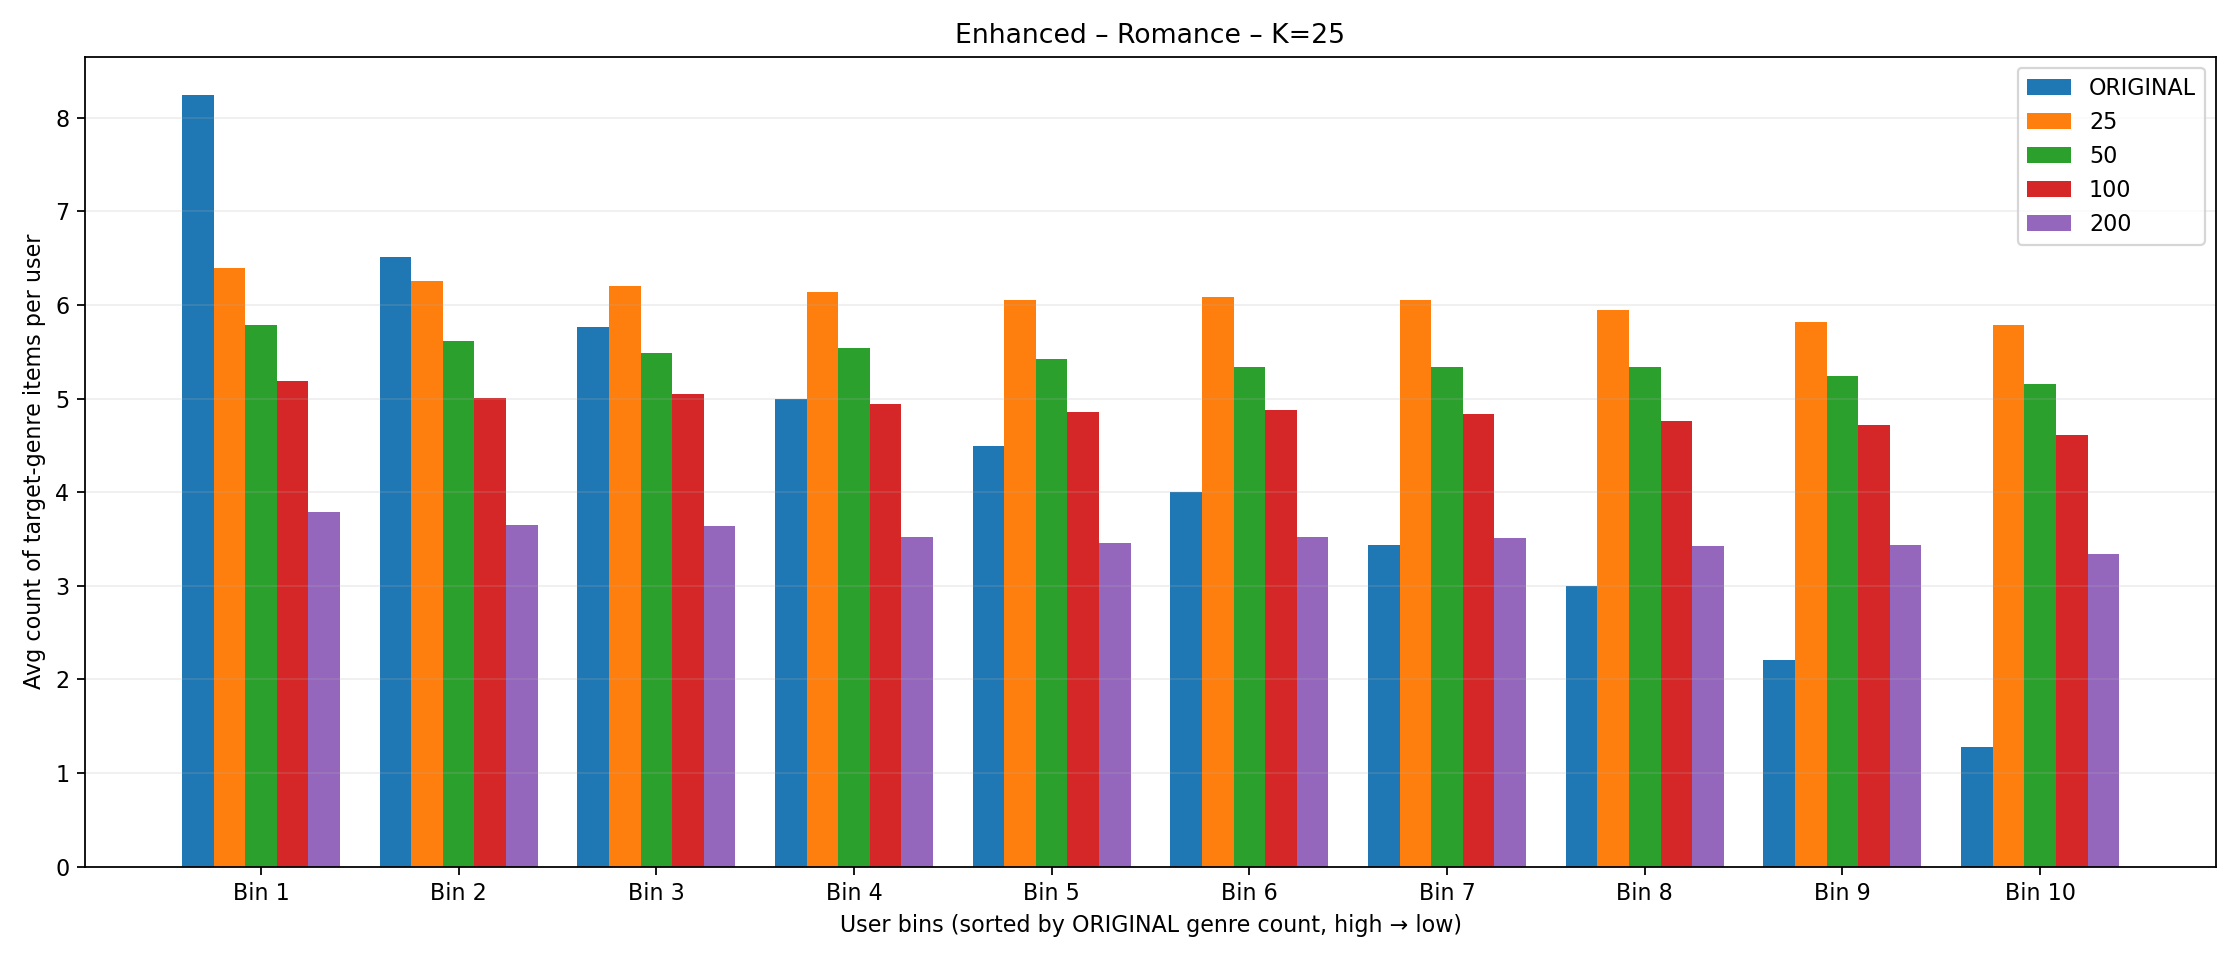 Enhanced – Romance – K=25
ORIGINAL
25
50
100
200
Avg count of target-genre items per user
8
7
6
5
4
3
2
1
0
Bin 1 Bin 2 Bin 3 Bin 4 Bin 5 Bin 6 Bin 7 Bin 8 Bin 9 Bin 10
User bins (sorted by ORIGINAL genre count, high → low)